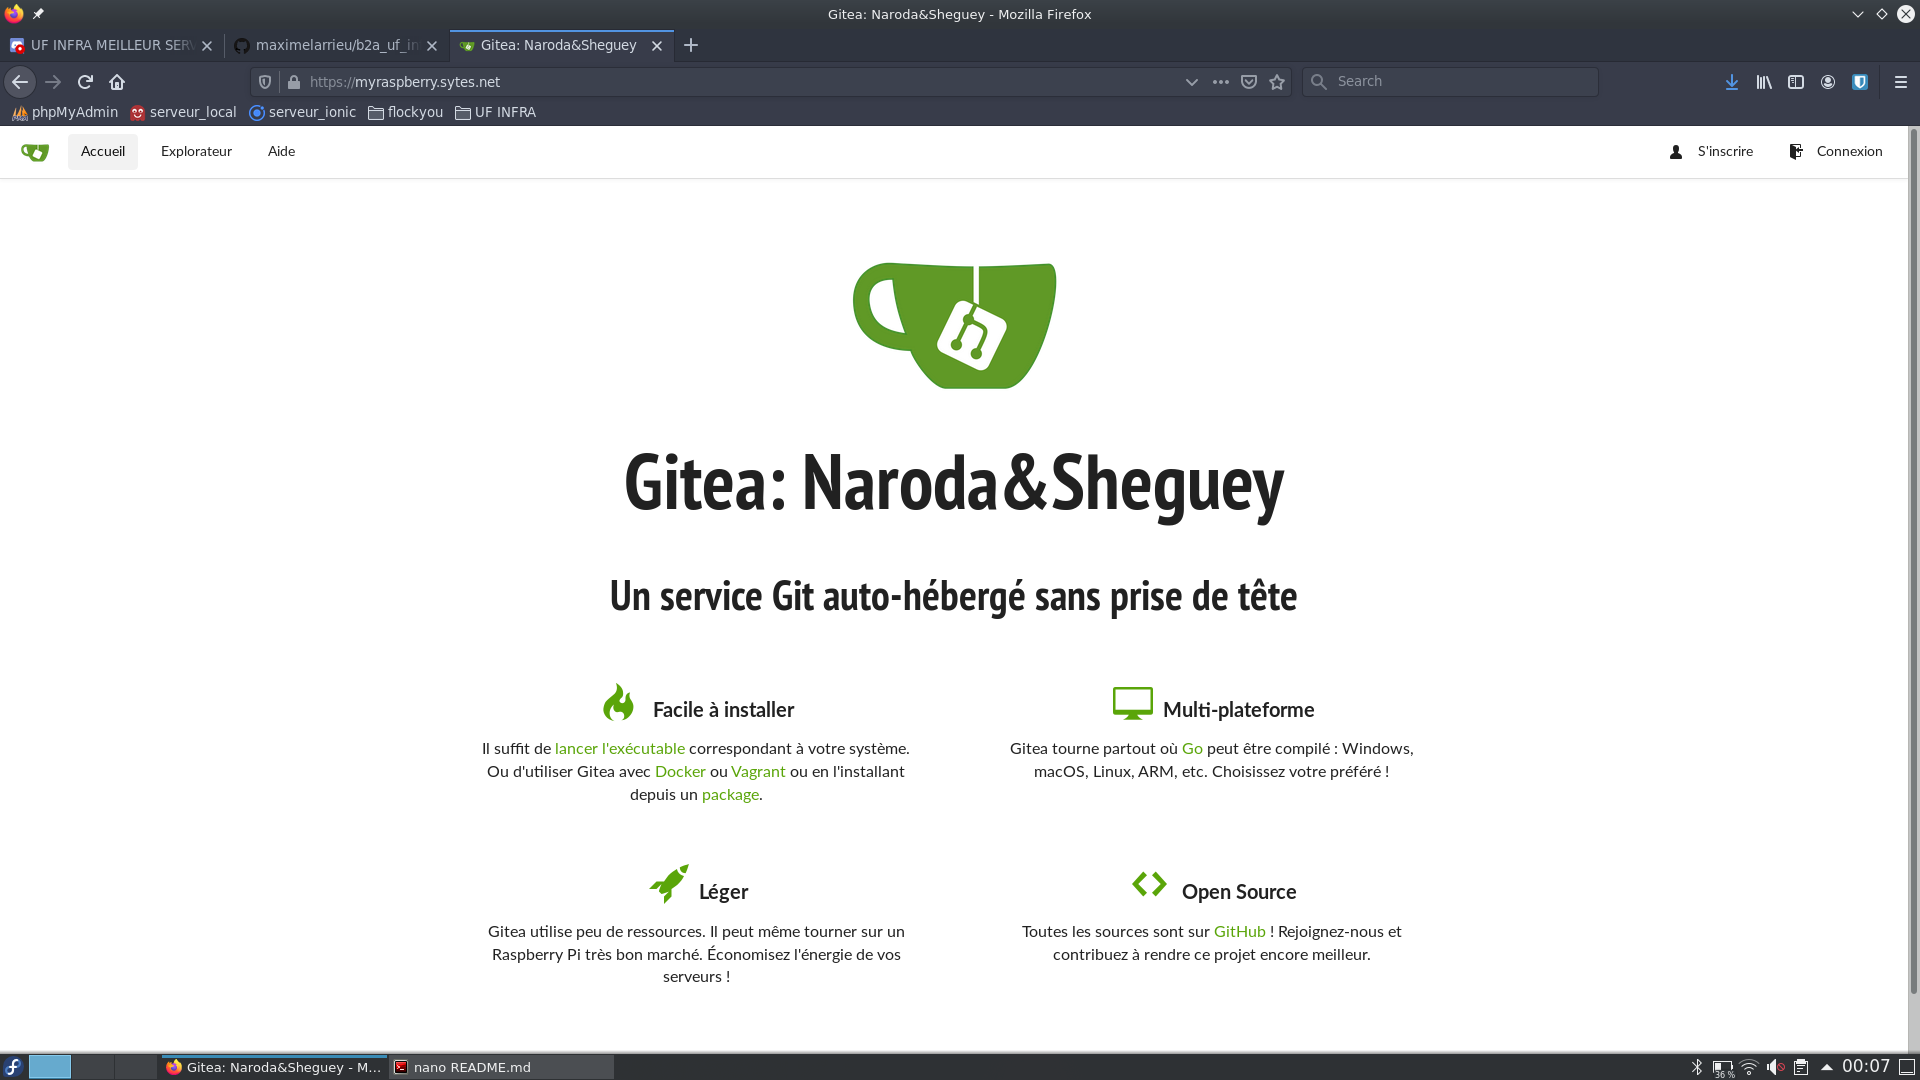 Gitea: Naroda&Sheguey - Mozilla Firefox
UF INFRA MEILLEUR SER
maximelarrieu/b2a_uf_in
Gitea: Naroda&Sheguey
https://myraspberry.sytes.net
Search
phpMyAdmin
serveur_local
serveur_ionic
flockyou
UF INFRA
Accueil
Explorateur
Aide
S'inscrire
Connexion
Gitea: Naroda&Sheguey
Un service Git auto-hébergé sans prise de tête
Facile à installer
Il suffit de lancer l'exécutable correspondant à votre système.
Ou d'utiliser Gitea avec Docker ou Vagrant ou en l'installant
depuis un package.
Multi-plateforme
Gitea tourne partout où Go peut être compilé : Windows,
macOS, Linux, ARM, etc. Choisissez votre préféré !
Léger
Gitea utilise peu de ressources. Il peut même tourner sur un
Raspberry Pi très bon marché. Économisez l'énergie de vos
serveurs !
Open Source
Toutes les sources sont sur GitHub ! Rejoignez-nous et
contribuez à rendre ce projet encore meilleur.
Gitea: Naroda&Sheguey - M...
nano README.md
36 %
00:07